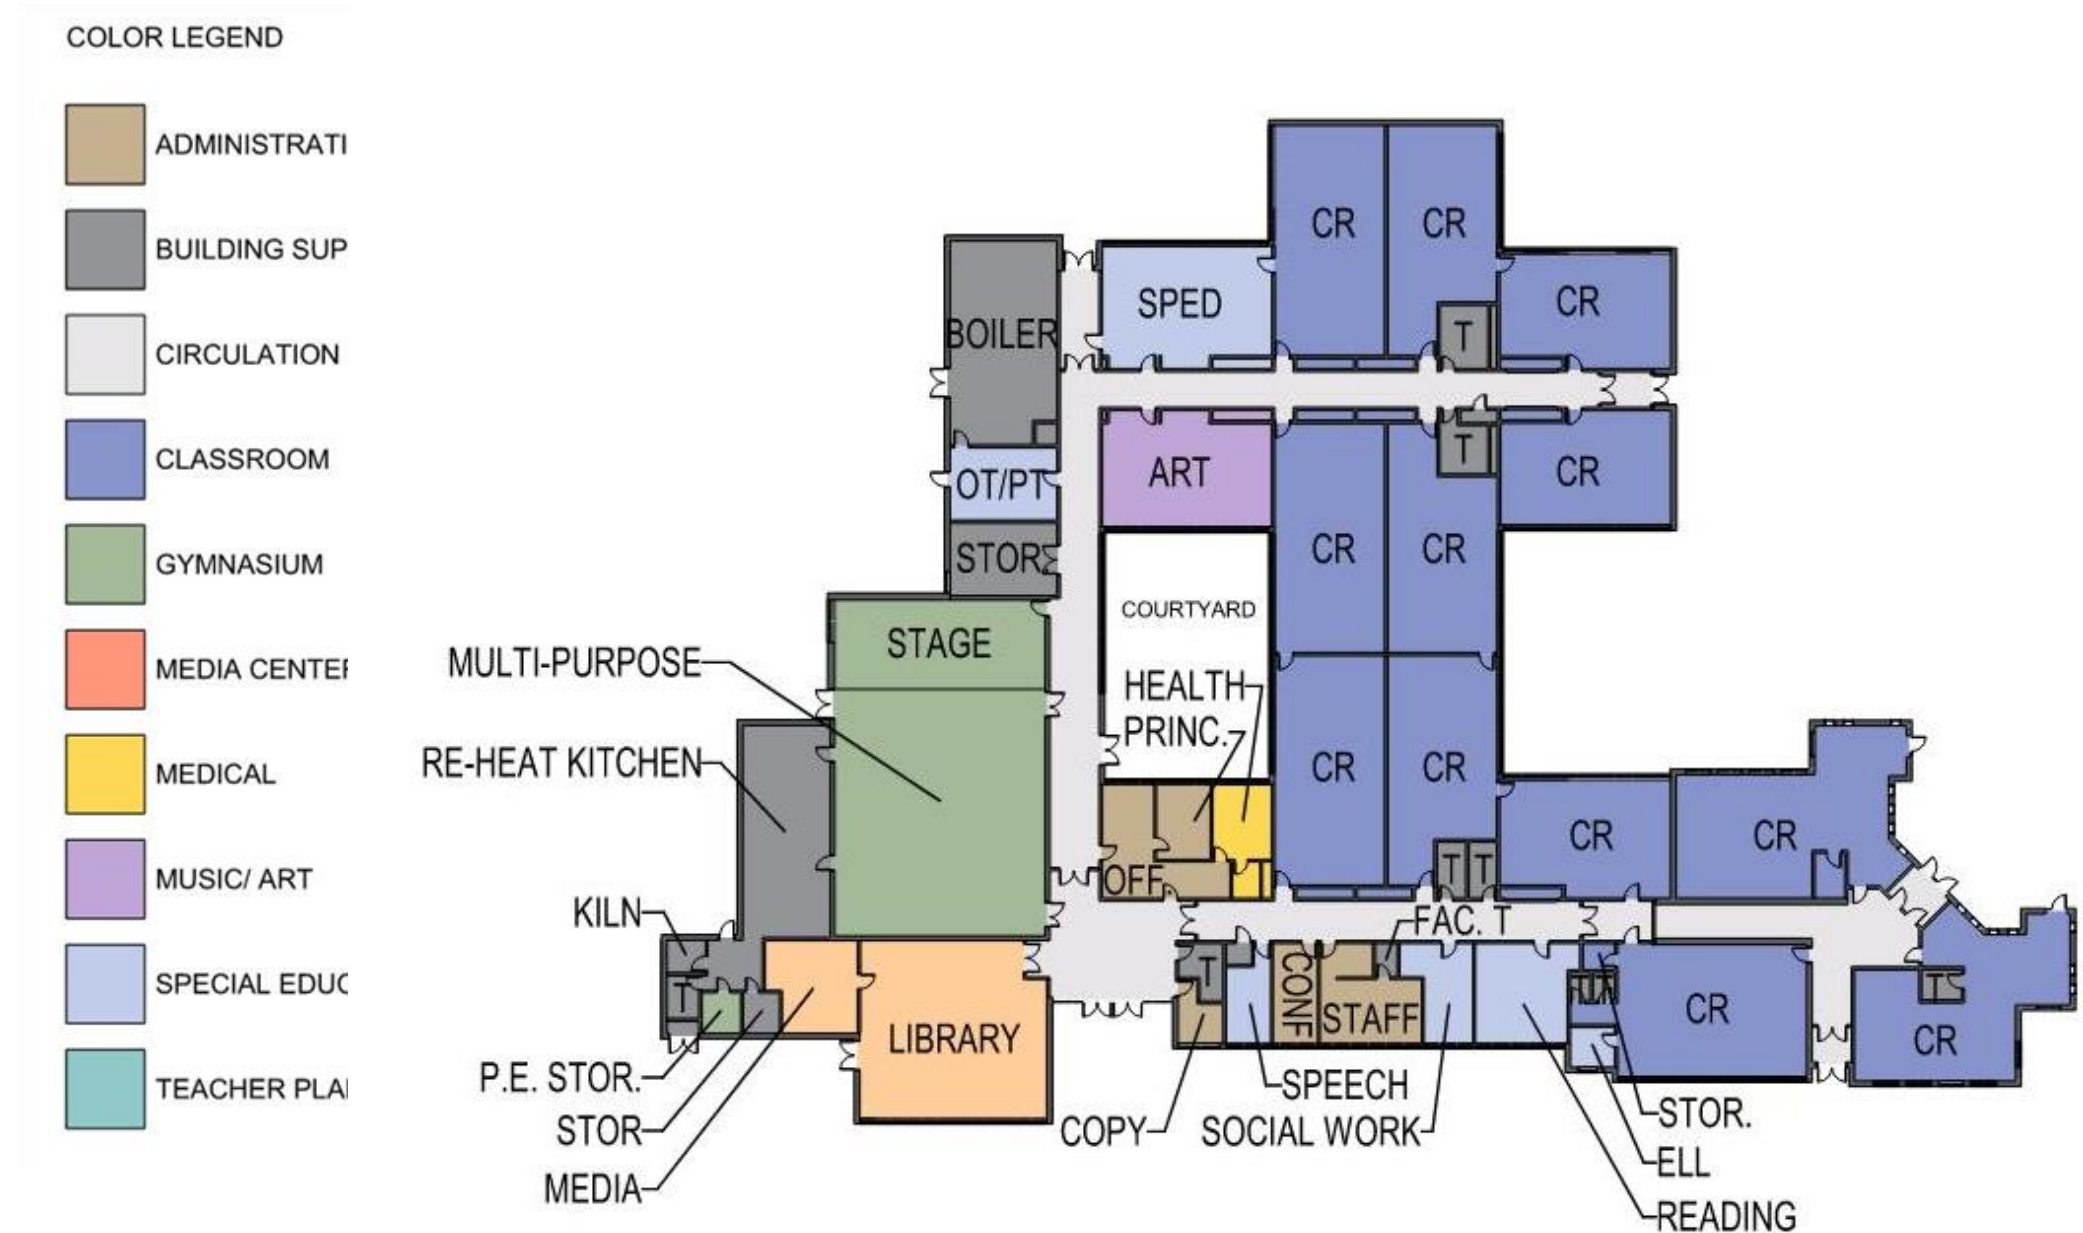 COLOR LEGEND
ADMINISTRATI
BUILDING SUP
CIRCULATION
CLASSROOM
GYMNASIUM
MEDIA CENTER
MEDICAL
MUSIC/ ART
SPECIAL EDUC
TEACHER PLA
CR
CR
SPED
CR
BOILER
T
ART
T
CR
OT/PT
STOR
CR
CR
COURTYARD
STAGE
MULTI-PURPOSE
HEALTH
PRINC.
RE-HEAT KITCHEN
CR
CR
CR
CR
T
T
OFF.
KILN
FAC. T
T
T
CONF
STAFF
T
T
T
T
CR
CR
LIBRARY
P.E. STOR.
STOR
MEDIA
COPY
SPEECH
SOCIAL WORK
STOR.
ELL
READING